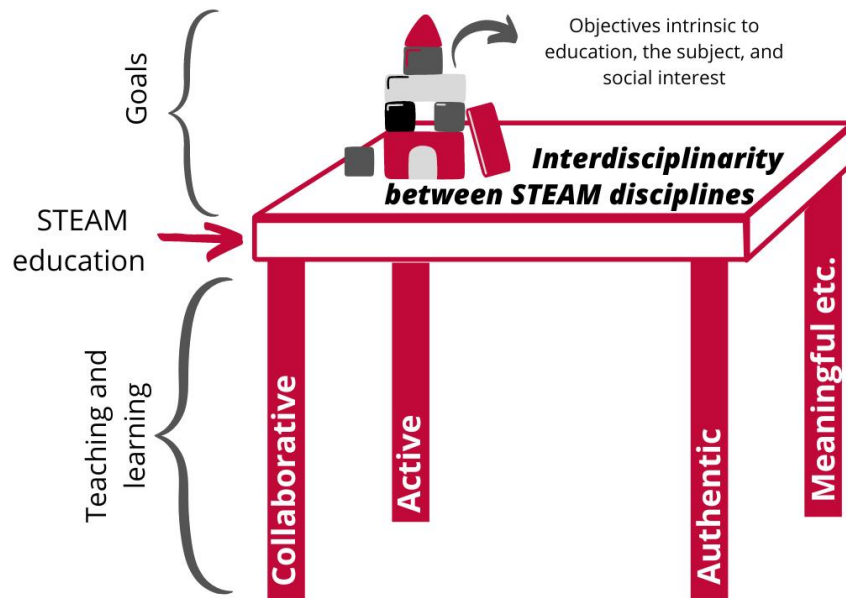 Goals
Objectives intrinsic to
education, the subject, and
social interest
Interdisciplinarity
between STEAM disciplines
STEAM
education
Teaching and
learning
Collaborative
Active
Authentic
Meaningful etc.